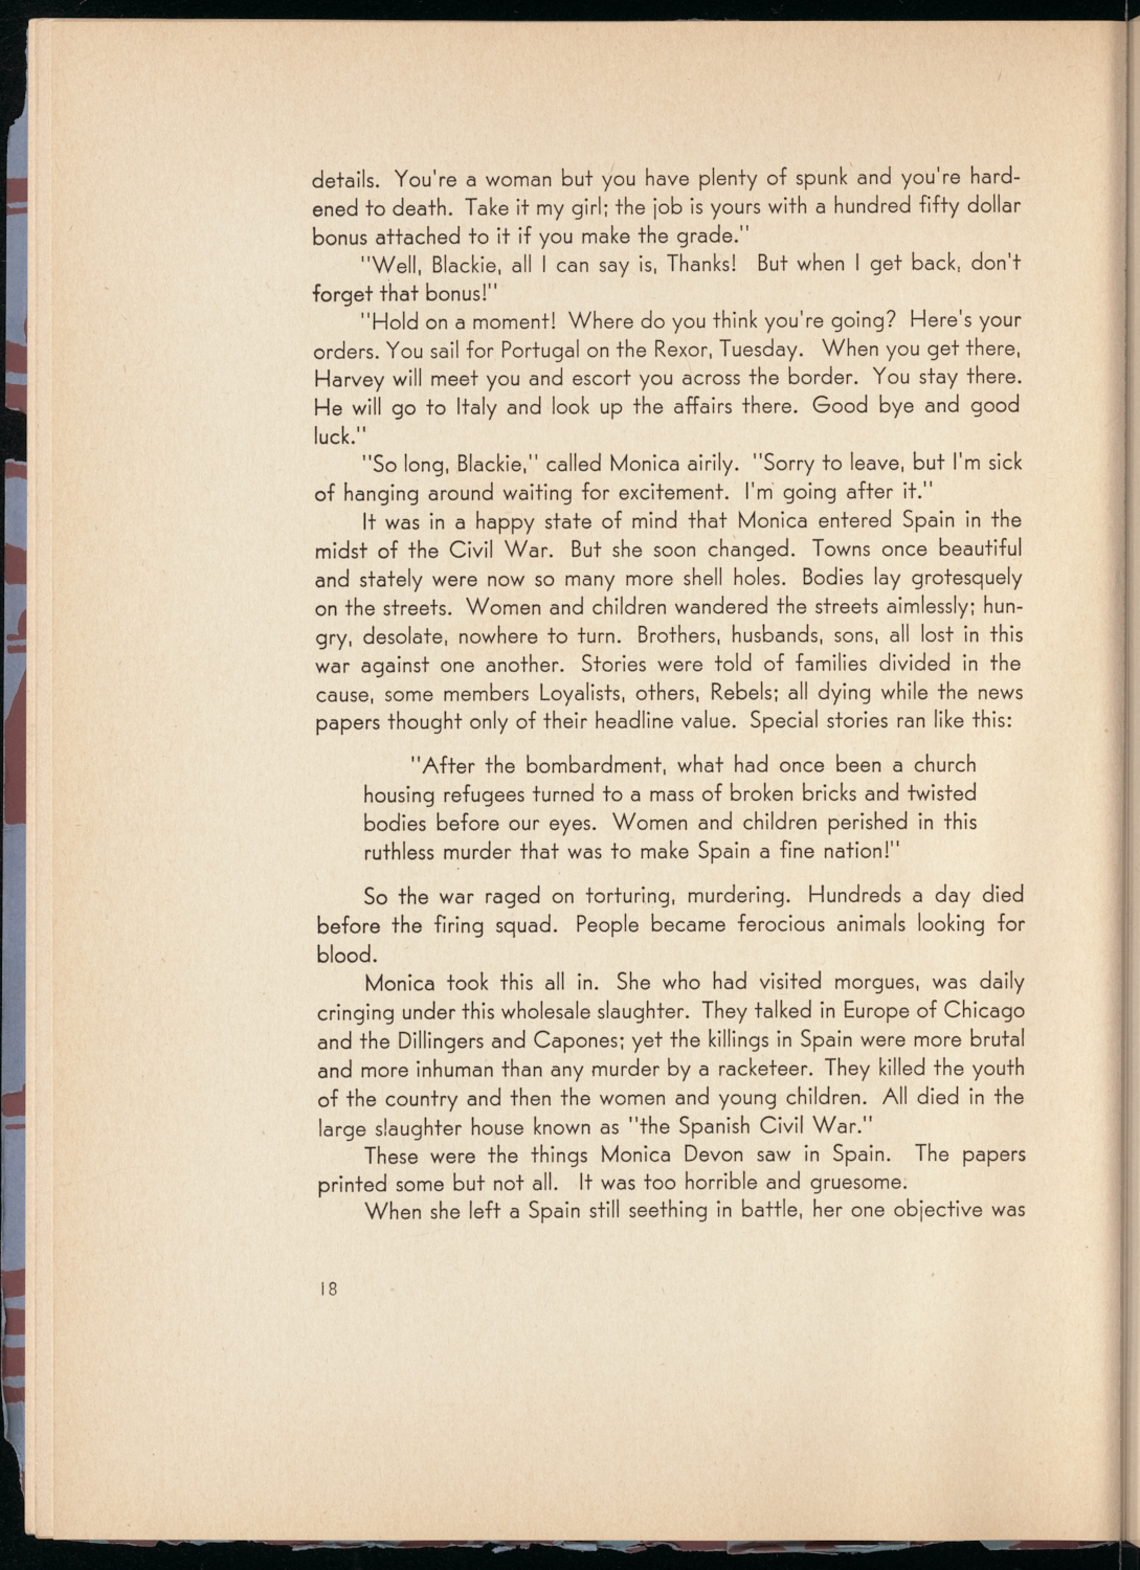 details. You're a woman but you have plenty of spunk and you're hard-
ened to death. Take it my girl; the job is yours with a hundred fifty dollar
bonus attached to it if you make the grade."
"Well, Blackie, all I can say is, Thanks! But when I get back, don't
forget that bonus!"
"Hold on a moment! Where do you think you're going? Here's your
orders. You sail for Portugal on the Rexor, Tuesday. When you get there,
Harvey will meet you and escort you across the border. You stay there.
He will go to Italy and look up the affairs there. Good bye and good
luck."
"So long, Blackie," called Monica airily. "Sorry to leave, but I'm sick
of hanging around waiting for excitement. I'm going after it."
It was in a happy state of mind that Monica entered Spain in the
midst of the Civil War. But she soon changed. Towns once beautiful
and stately were now so many more shell holes. Bodies lay grotesquely
on the streets. Women and children wandered the streets aimlessly; hun-
gry, desolate, nowhere to turn. Brothers, husbands, sons, all lost in this
war against one another. Stories were told of families divided in the
cause, some members Loyalists, others, Rebels; all dying while the news
papers thought only of their headline value. Special stories ran like this:
"After the bombardment, what had once been a church
housing refugees turned to a mass of broken bricks and twisted
bodies before our eyes. Women and children perished in this
ruthless murder that was to make Spain a fine nation!"
So the war raged on torturing, murdering. Hundreds a day died
before the firing squad. People became ferocious animals looking for
blood.
Monica took this all in. She who had visited morgues, was daily
cringing under this wholesale slaughter. They talked in Europe of Chicago
and the Dillingers and Capones; yet the killings in Spain were more brutal
and more inhuman than any murder by a racketeer. They killed the youth
of the country and then the women and young children. All died in the
large slaughter house known as "the Spanish Civil War."
These were the things Monica Devon saw in Spain. The papers
printed some but not all. It was too horrible and gruesome.
When she left a Spain still seething in battle, her one objective was
18